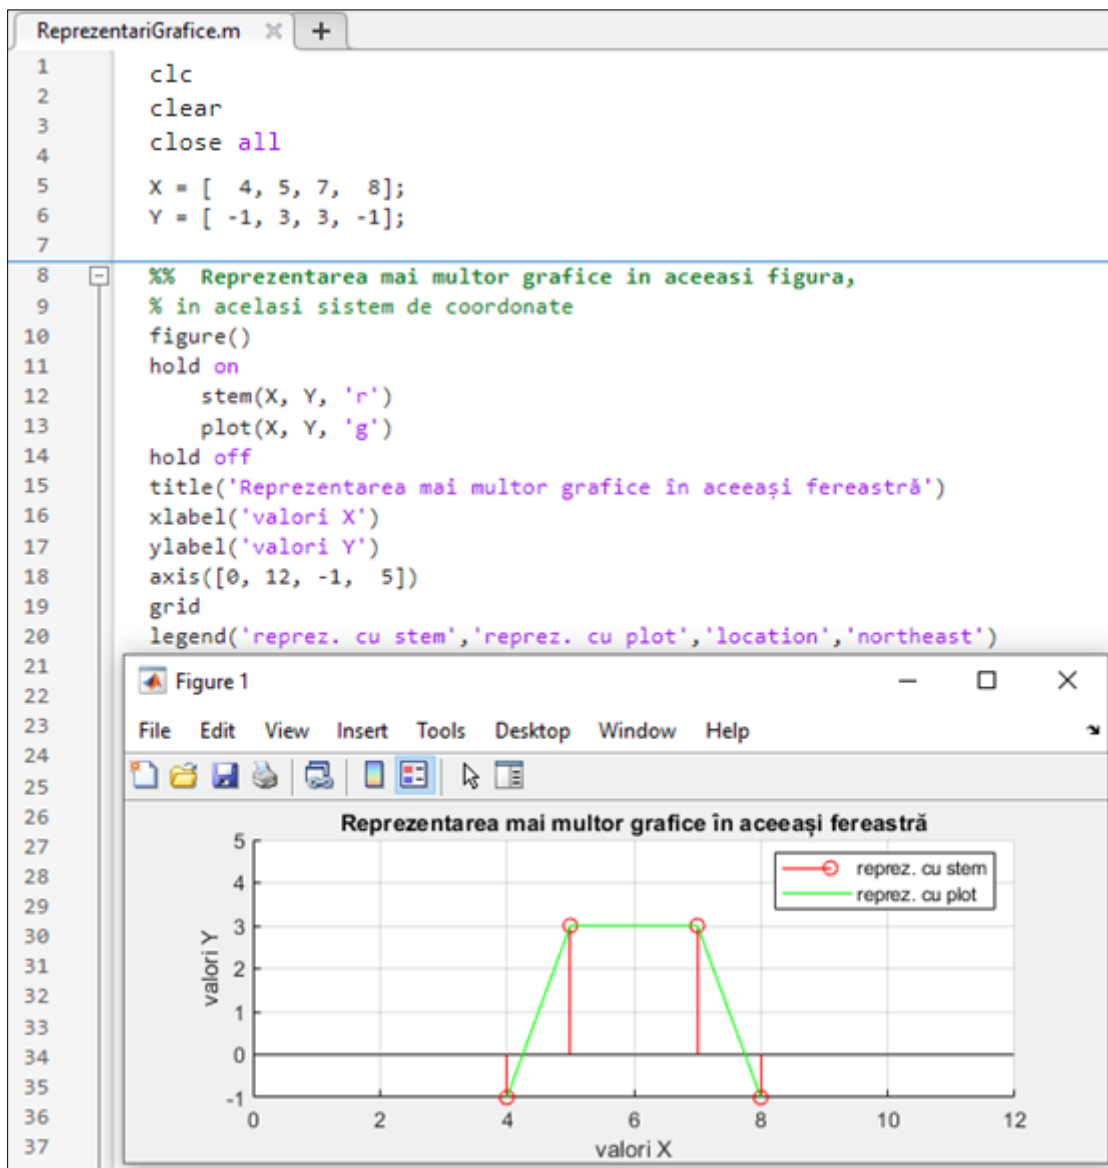 ReprezentariGrafice.m
1 clc
2 clear
3 close all
4
5 X = [  4, 5, 7,  8];
6 Y = [ -1, 3, 3, -1];
7
8 %%  Reprezentarea mai multor grafice in aceeasi figura,
9 % in acelasi sistem de coordonate
10 figure()
11 hold on
12     stem(X, Y, 'r')
13     plot(X, Y, 'g')
14 hold off
15 title('Reprezentarea mai multor grafice în aceeași fereastră')
16 xlabel('valori X')
17 ylabel('valori Y')
18 axis([0, 12, -1,  5])
19 grid
20 legend('reprez. cu stem','reprez. cu plot','location','northeast')
21
22
23
24
25
26
27
28
29
30
31
32
33
34
35
36
37
Figure 1
File Edit View Insert Tools Desktop Window Help
Reprezentarea mai multor grafice în aceeași fereastră
reprez. cu stem
reprez. cu plot
valori Y
5
4
3
2
1
0
-1
0 2 4 6 8 10 12
valori X